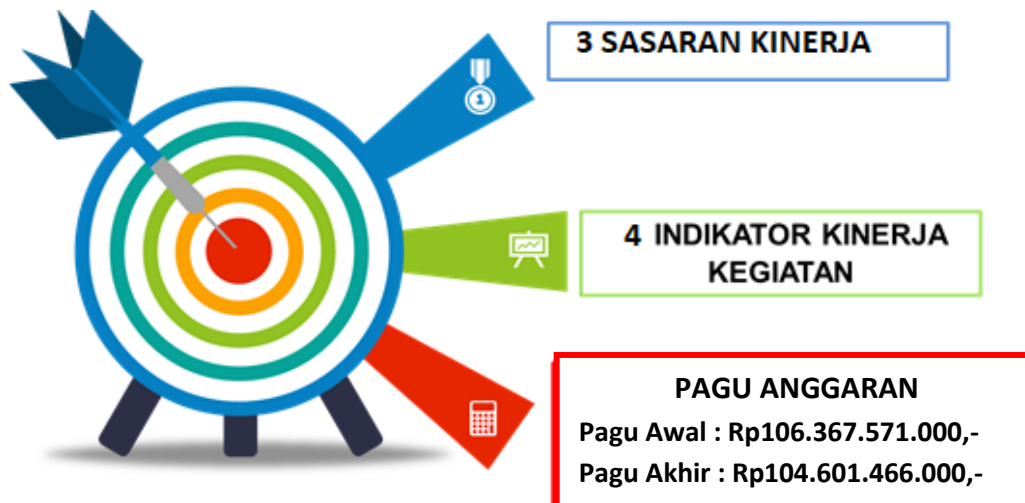 3 SASARAN KINERJA
1
4 INDIKATOR KINERJA
KEGIATAN
PAGU ANGGARAN
Pagu Awal : Rp106.367.571.000,-
Pagu Akhir : Rp104.601.466.000,-